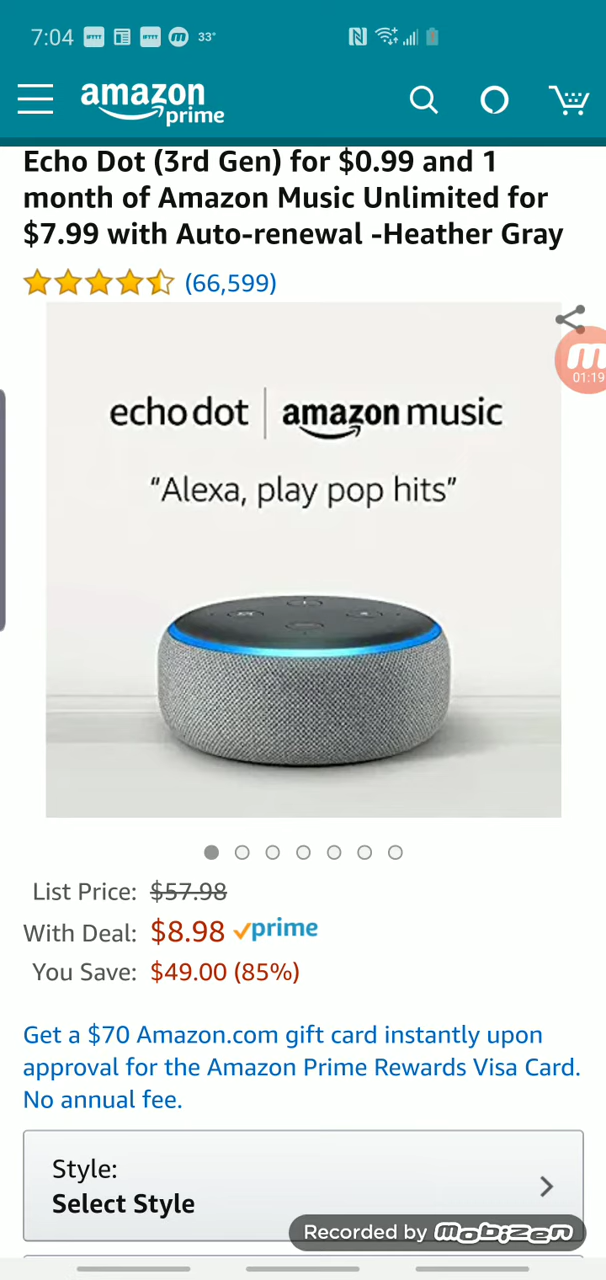 7:04 33°
amazon
prime
Echo Dot (3rd Gen) for $0.99 and 1
month of Amazon Music Unlimited for
$7.99 with Auto-renewal -Heather Gray
(66,599)
m
01:19
echo dot | amazon music
"Alexa, play pop hits"
List Price: $57.98
With Deal: $8.98 prime
You Save: $49.00 (85%)
Get a $70 Amazon.com gift card instantly upon
approval for the Amazon Prime Rewards Visa Card.
No annual fee.
Style:
Select Style
Recorded by mobizen